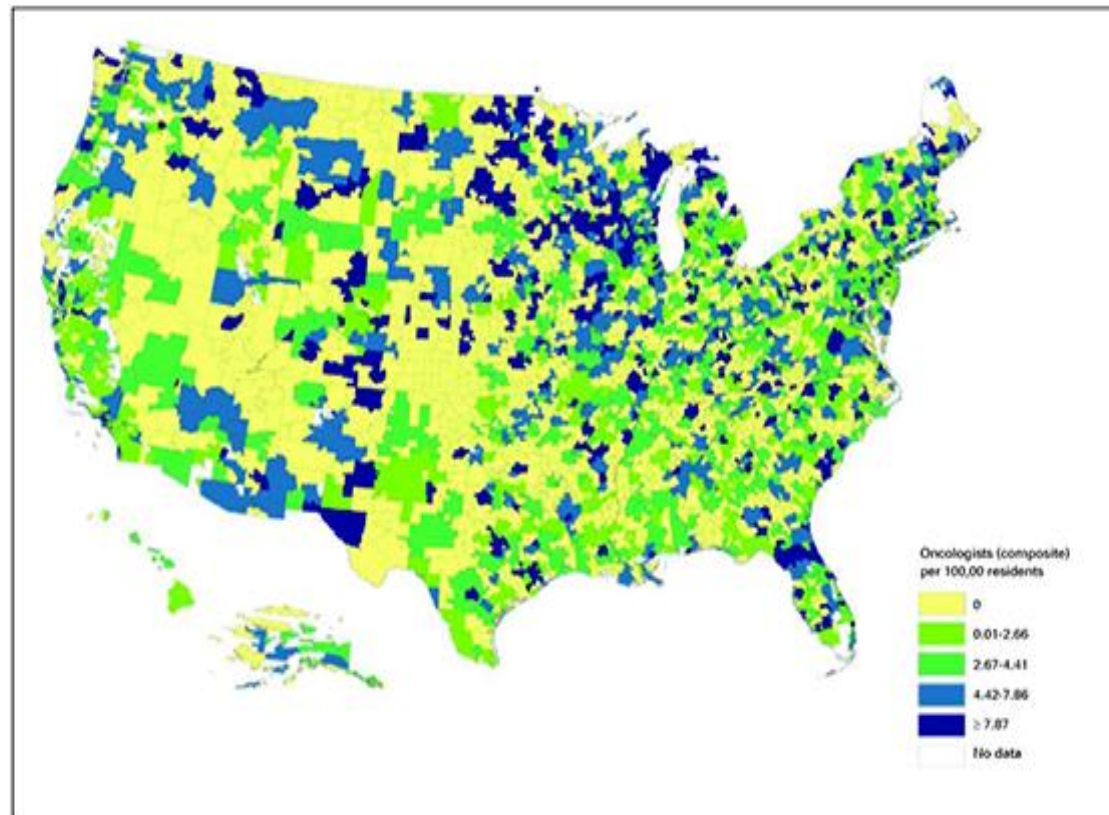 Oncologists (composite)
per 100,00 residents
0
0.01-2.66
2.67-4.41
4.42-7.86
≥ 7.87
No data